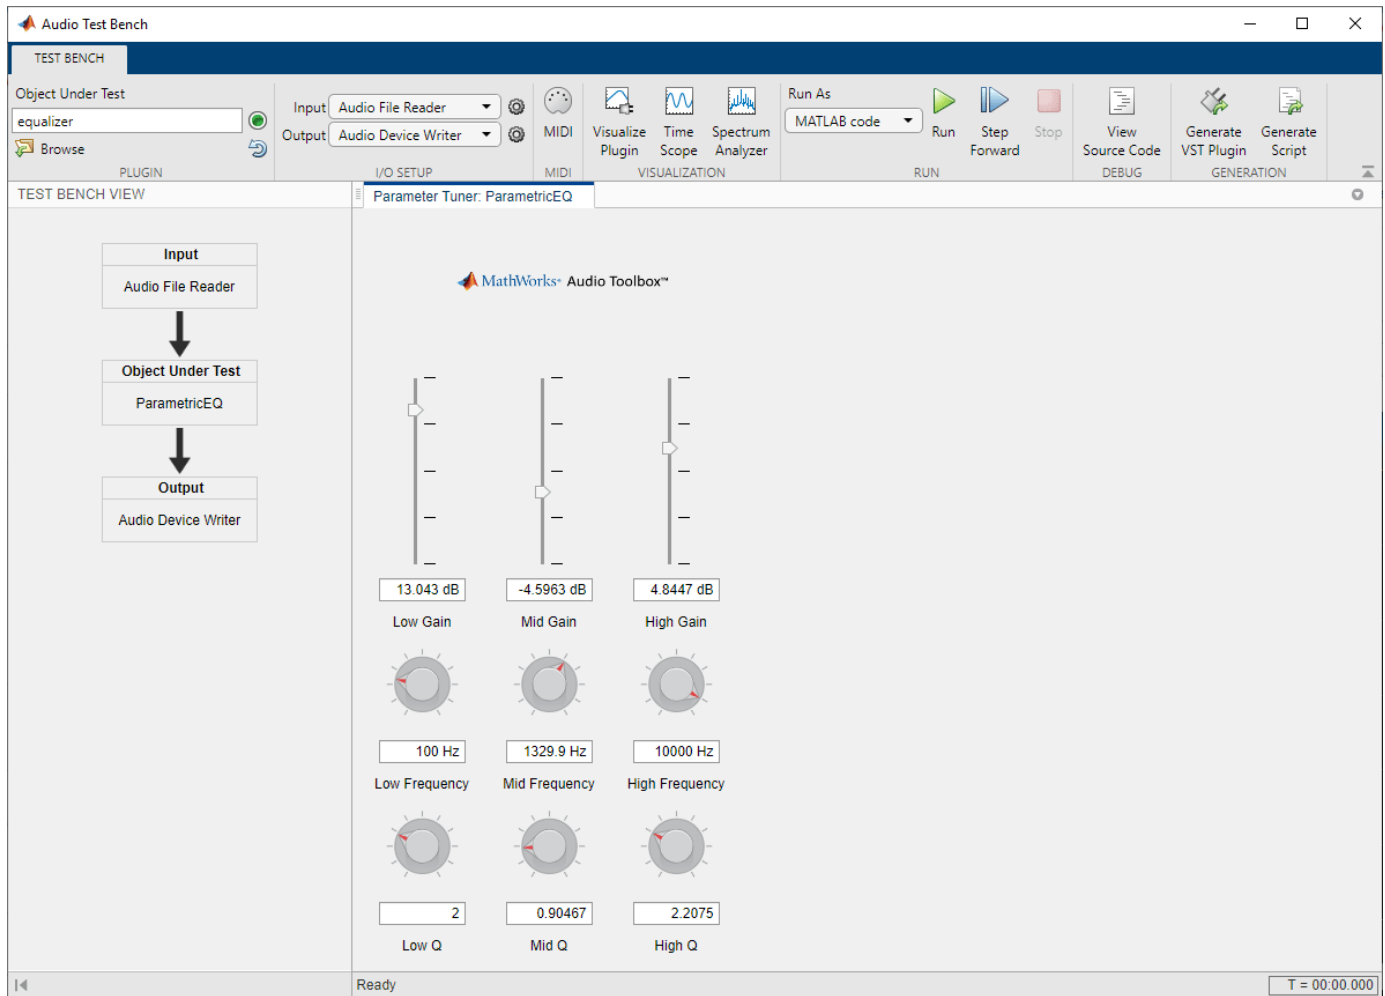 Audio Test Bench
TEST BENCH
Object Under Test
equalizer
Browse
PLUGIN
Input Audio File Reader
Output Audio Device Writer
I/O SETUP
MIDI
MIDI
Visualize Plugin
Time Scope
Spectrum Analyzer
VISUALIZATION
Run As
MATLAB code
Run
Step Forward
Stop
RUN
View Source Code
DEBUG
Generate VST Plugin
Generate Script
GENERATION
TEST BENCH VIEW
Input
Audio File Reader
Object Under Test
ParametricEQ
Output
Audio Device Writer
Parameter Tuner: ParametricEQ
MathWorks® Audio Toolbox™
13.043 dB -4.5963 dB 4.8447 dB
Low Gain Mid Gain High Gain
100 Hz 1329.9 Hz 10000 Hz
Low Frequency Mid Frequency High Frequency
2 0.90467 2.2075
Low Q Mid Q High Q
Ready
T = 00:00.000